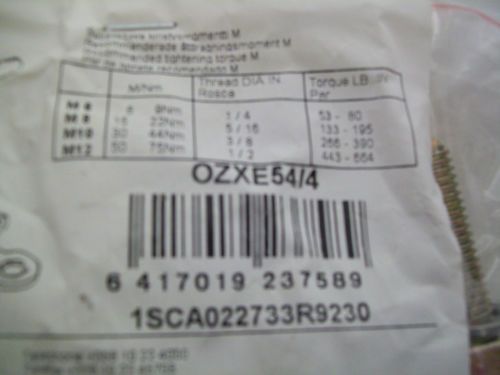 tightening torque M
M/Nm Thread DIA IN. Torque LB. IN
Rosca Par
M 6 6 9Nm 1/4 53 - 80
M 8 15 22Nm 5/16 133 - 195
M10 30 44Nm 3/8 266 - 390
M12 50 75Nm 1/2 443 - 664
OZXE54/4
6 417019 237589
1SCA022733R9230